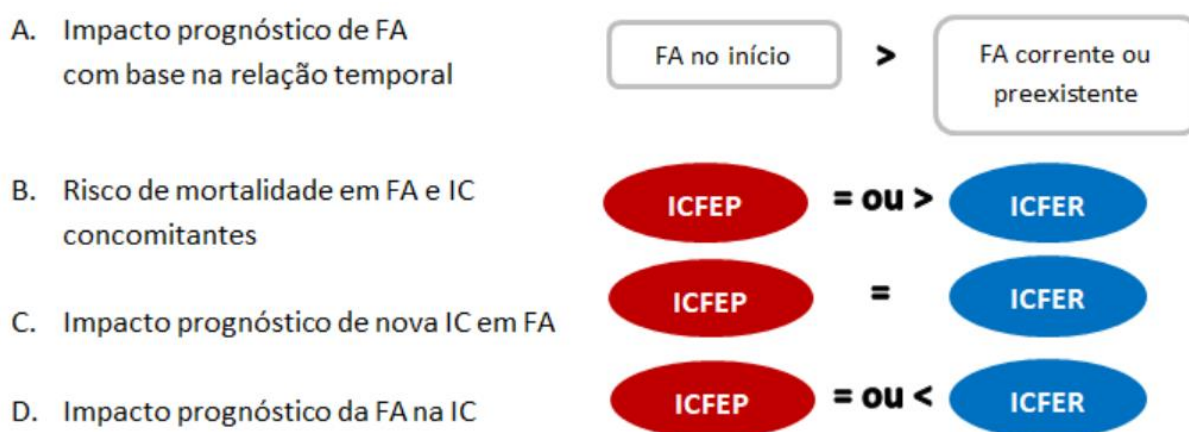 A. Impacto prognóstico de FA
com base na relação temporal
FA no início > FA corrente ou
preexistente
B. Risco de mortalidade em FA e IC
concomitantes
ICFEP = ou > ICFER
C. Impacto prognóstico de nova IC em FA
ICFEP = ICFER
D. Impacto prognóstico da FA na IC
ICFEP = ou < ICFER